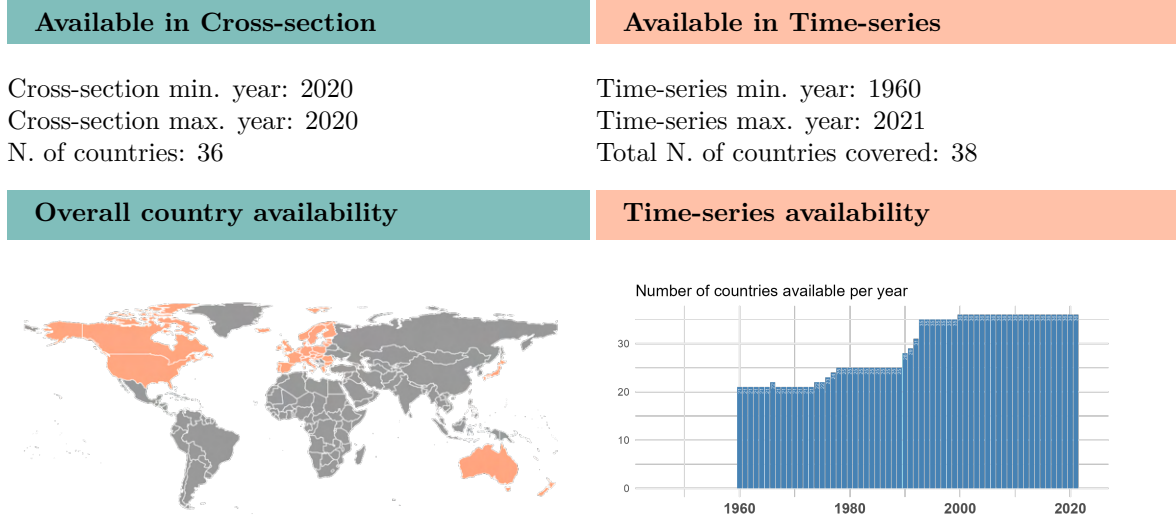 Available in Cross-section
Available in Time-series
Cross-section min. year: 2020
Cross-section max. year: 2020
N. of countries: 36
Time-series min. year: 1960
Time-series max. year: 2021
Total N. of countries covered: 38
Overall country availability
Time-series availability
Number of countries available per year
30
20
10
0
1960
1980
2000
2020